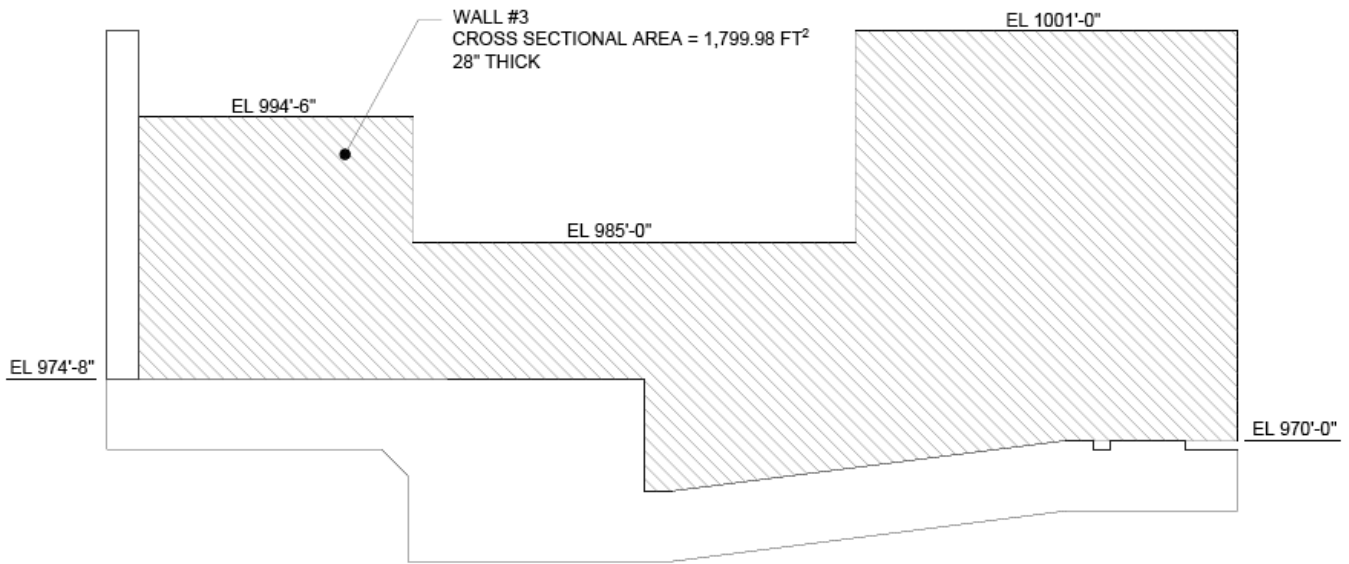 WALL #3
CROSS SECTIONAL AREA = 1,799.98 FT²
28" THICK
EL 1001'-0"
EL 994'-6"
EL 985'-0"
EL 974'-8"
EL 970'-0"